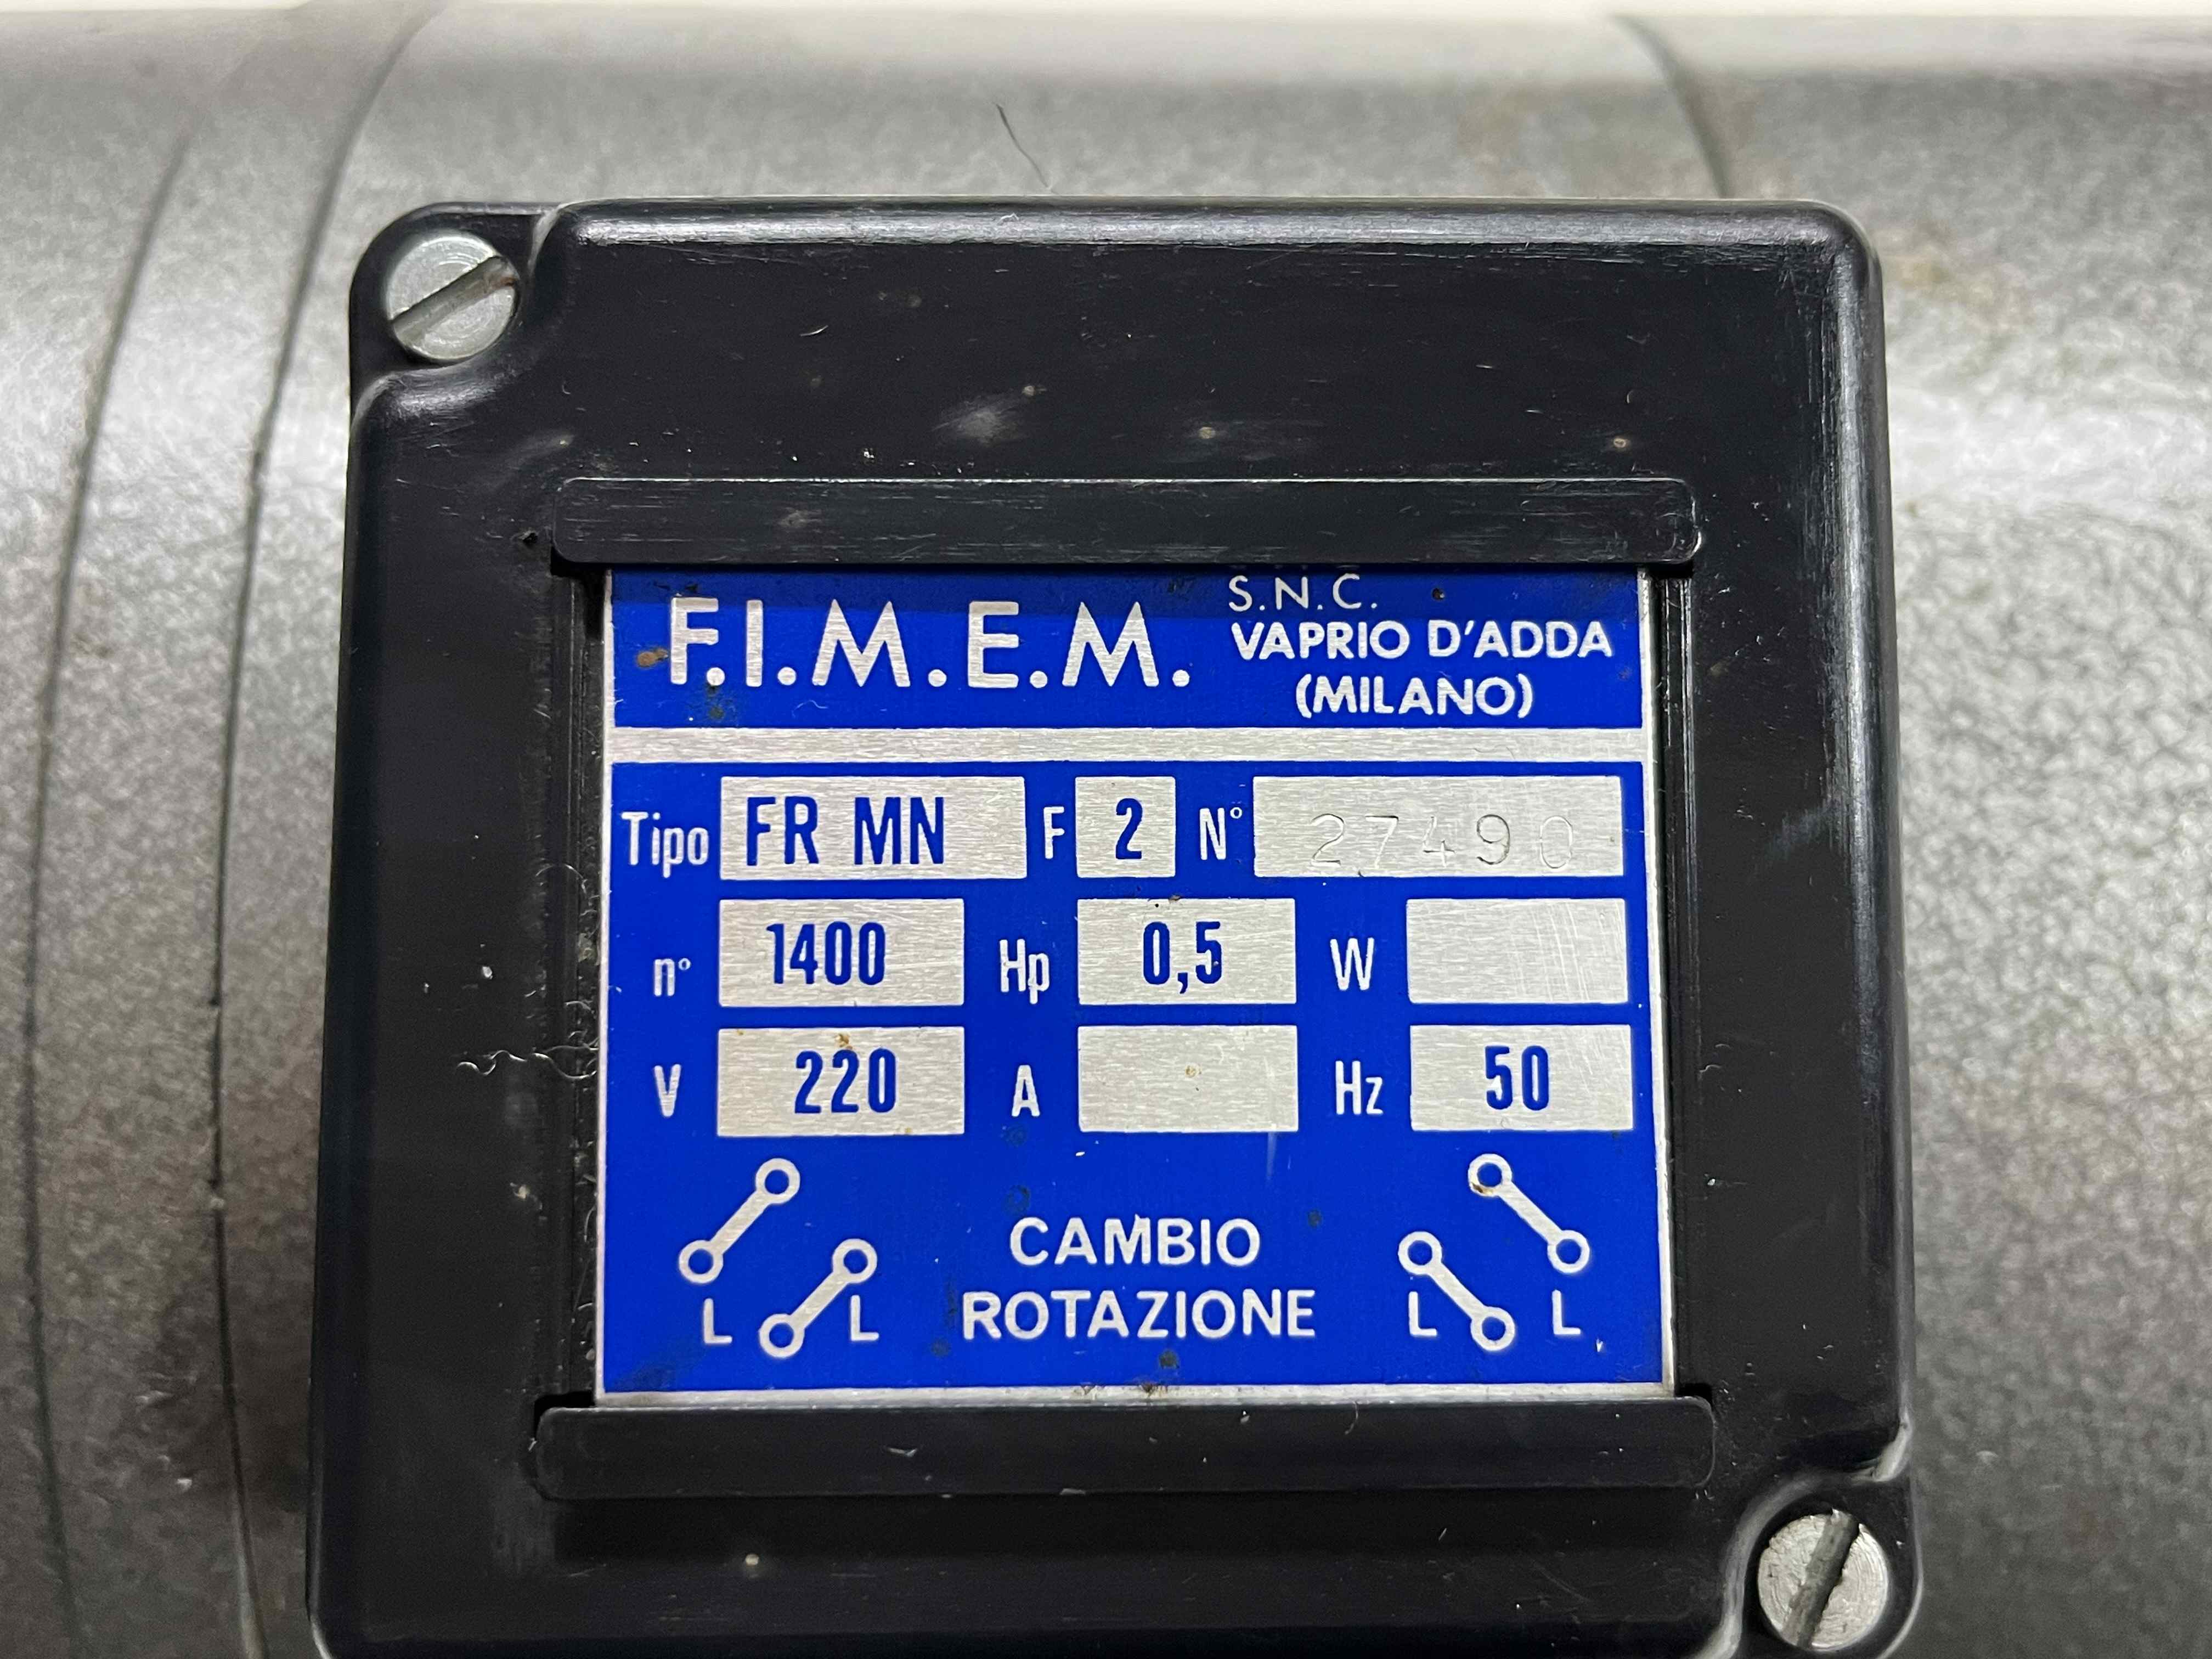 F.I.M.E.M.
S.N.C.
VAPRIO D'ADDA
(MILANO)
Tipo FR MN F 2 N° 27490
n° 1400 Hp 0,5 W
V 220 A Hz 50
CAMBIO
ROTAZIONE
L L L L